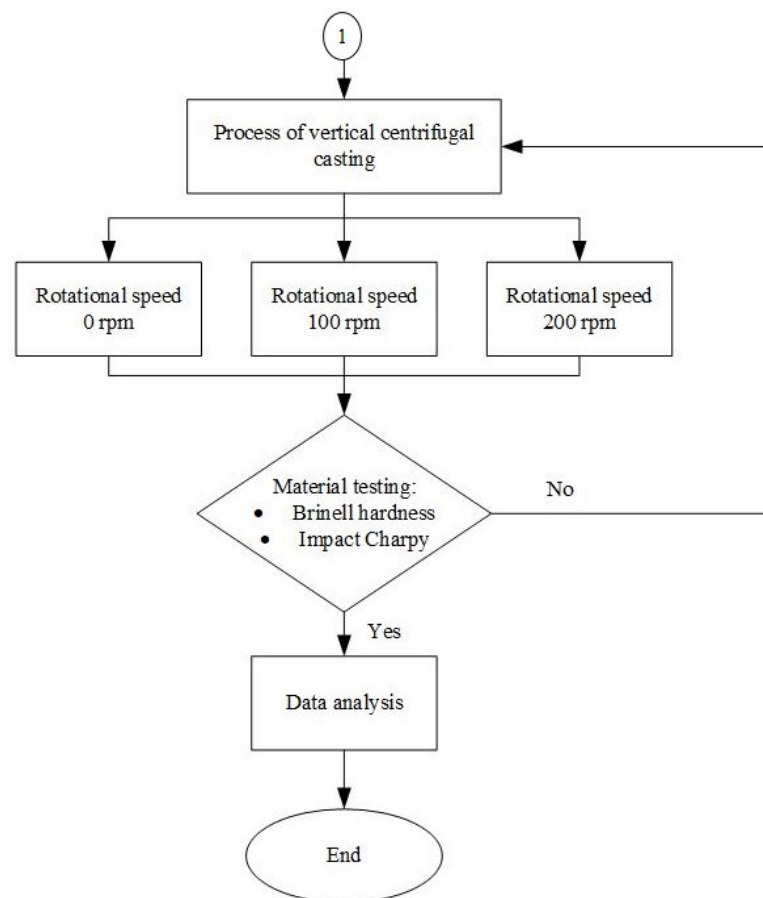 1
Process of vertical centrifugal
casting
Rotational speed
0 rpm
Rotational speed
100 rpm
Rotational speed
200 rpm
Material testing:
• Brinell hardness
• Impact Charpy
No
Yes
Data analysis
End